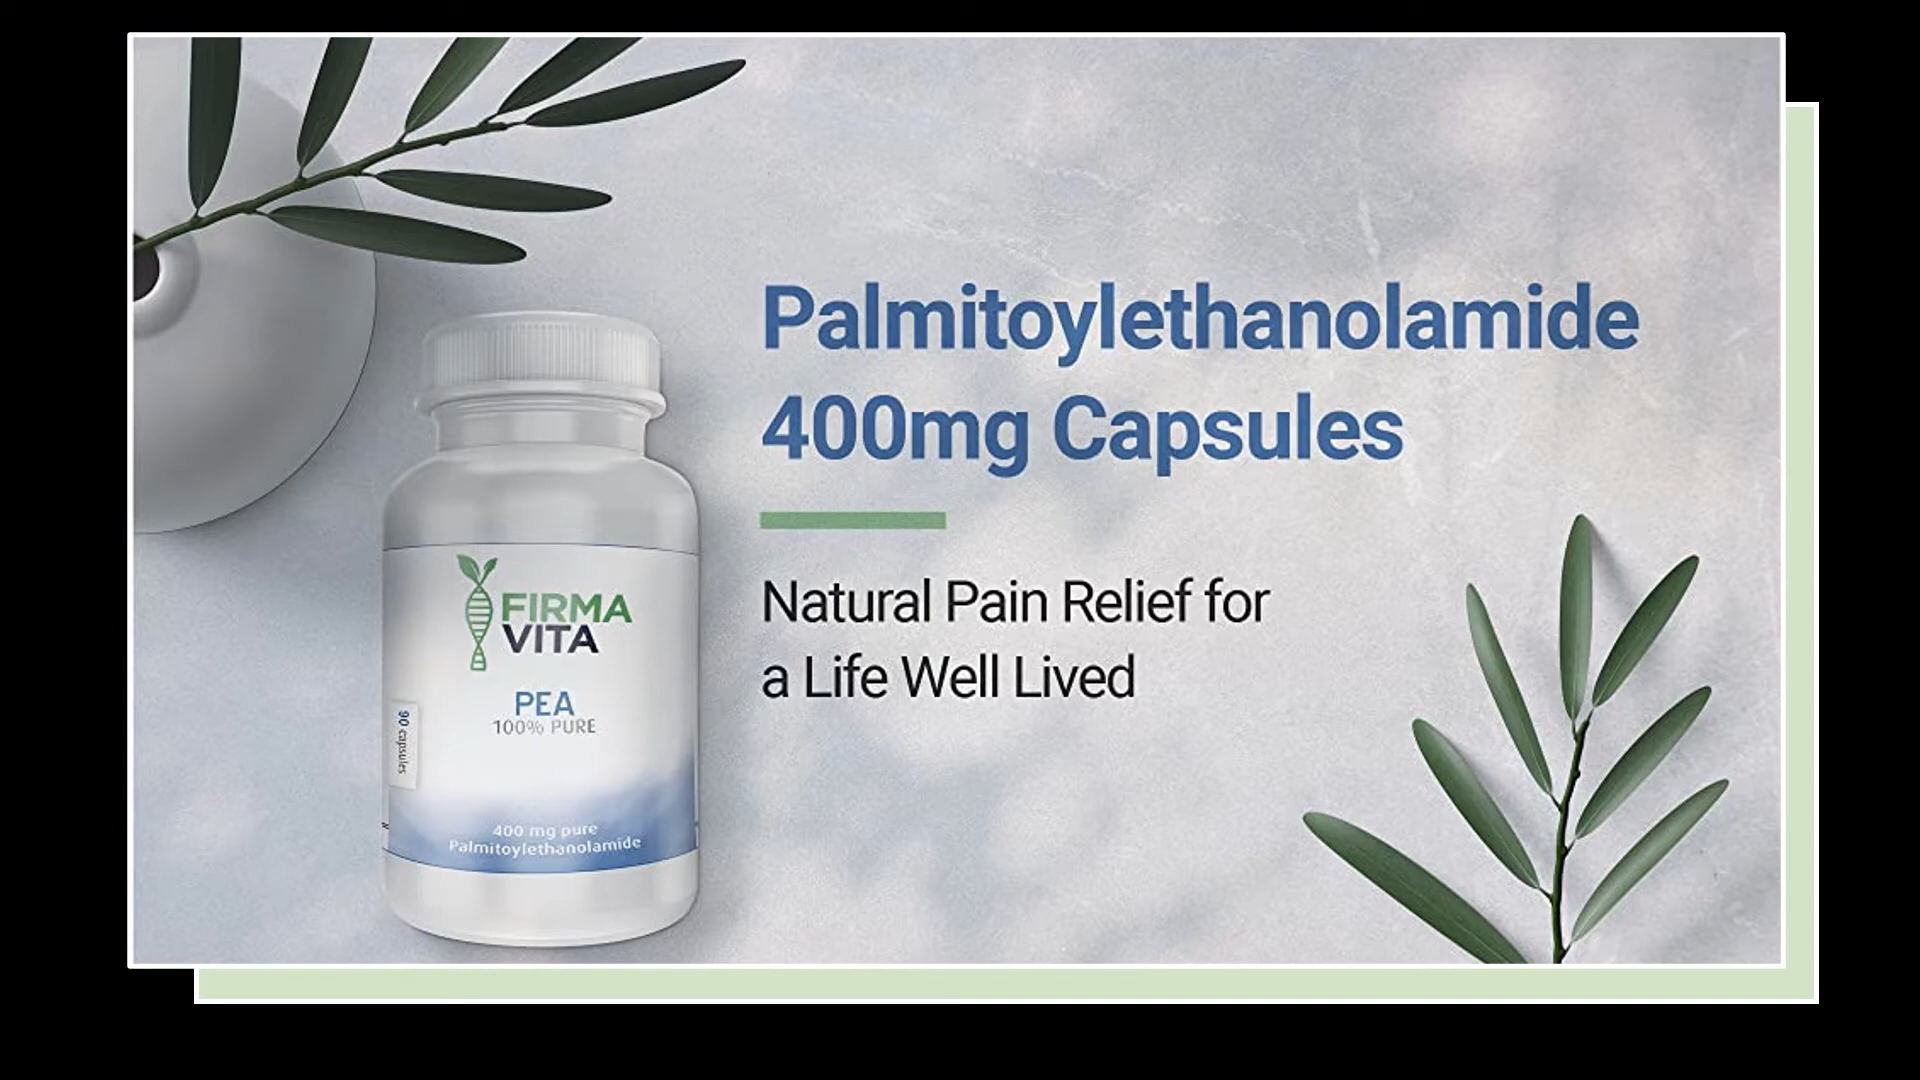 Palmitoylethanolamide
400mg Capsules
Natural Pain Relief for
a Life Well Lived
FIRMA
VITA
PEA
100% PURE
90 capsules
400 mg pure
Palmitoylethanolamide